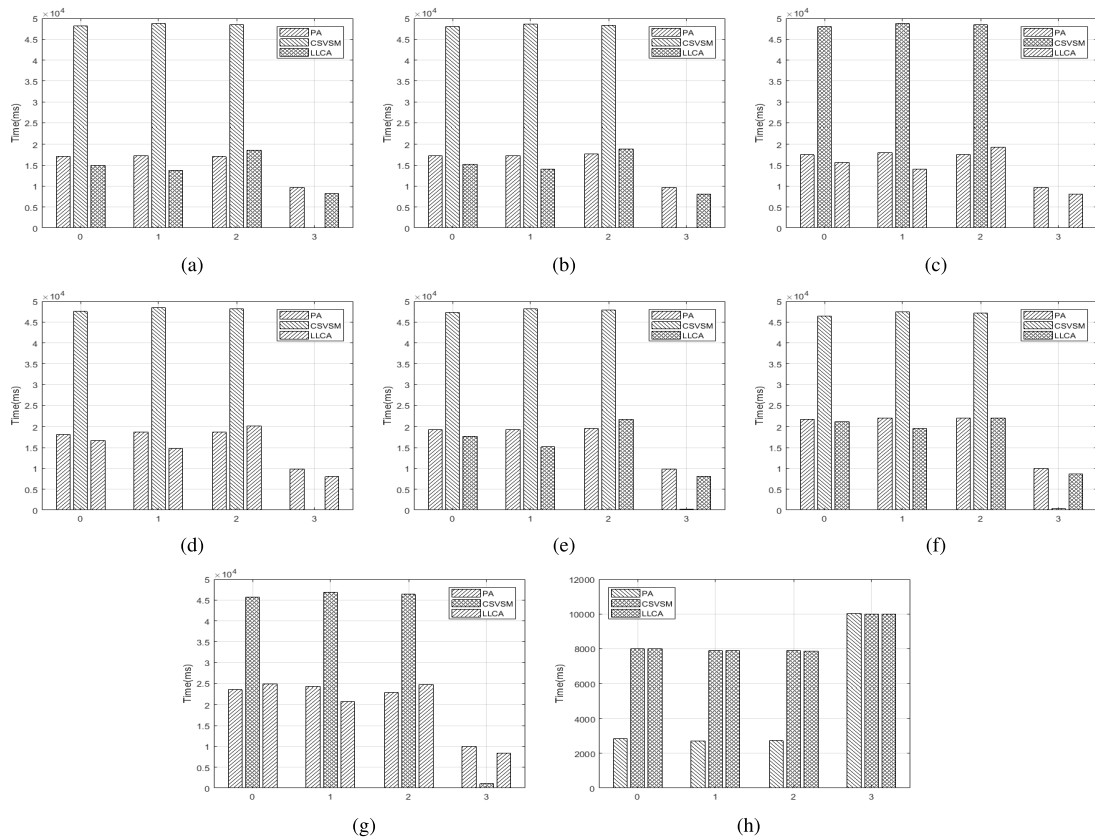 ×10⁴
5
4.5
4
3.5
3
2.5
2
1.5
1
0.5
0
Time(ms)
PA
CSVSM
LLCA
0 1 2 3
(a)
×10⁴
5
4.5
4
3.5
3
2.5
2
1.5
1
0.5
0
Time(ms)
PA
CSVSM
LLCA
0 1 2 3
(b)
×10⁴
5
4.5
4
3.5
3
2.5
2
1.5
1
0.5
0
Time(ms)
PA
CSVSM
LLCA
0 1 2 3
(c)
×10⁴
5
4.5
4
3.5
3
2.5
2
1.5
1
0.5
0
Time(ms)
PA
CSVSM
LLCA
0 1 2 3
(d)
×10⁴
5
4.5
4
3.5
3
2.5
2
1.5
1
0.5
0
Time(ms)
PA
CSVSM
LLCA
0 1 2 3
(e)
×10⁴
5
4.5
4
3.5
3
2.5
2
1.5
1
0.5
0
Time(ms)
PA
CSVSM
LLCA
0 1 2 3
(f)
×10⁴
5
4.5
4
3.5
3
2.5
2
1.5
1
0.5
0
Time(ms)
PA
CSVSM
LLCA
0 1 2 3
(g)
12000
10000
8000
6000
4000
2000
0
Time(ms)
PA
CSVSM
LLCA
0 1 2 3
(h)